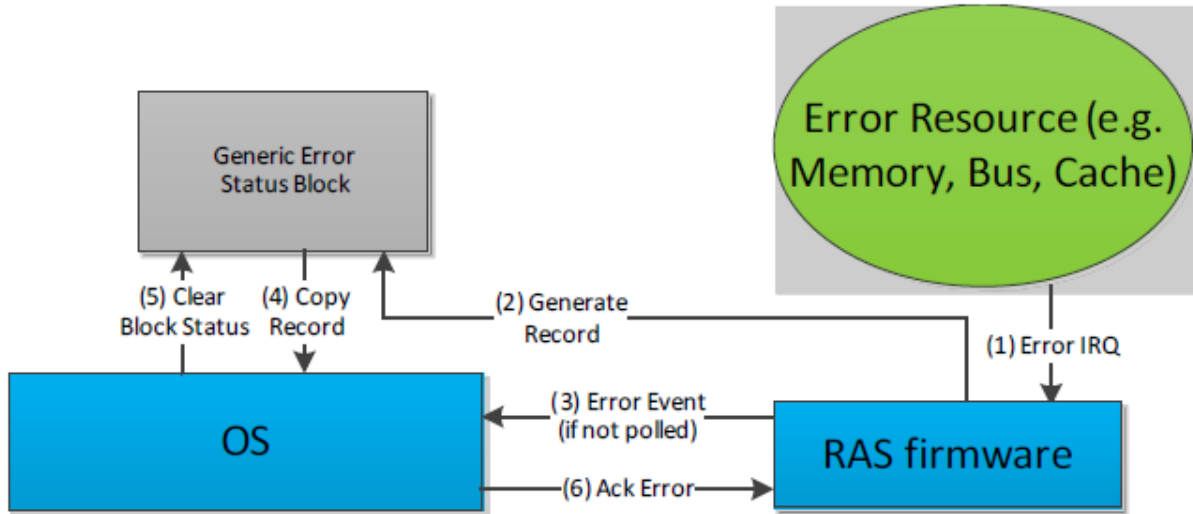 Error Resource (e.g.
Memory, Bus, Cache)
Generic Error
Status Block
(5) Clear
Block Status
(4) Copy
Record
(2) Generate
Record
(1) Error IRQ
(3) Error Event
(if not polled)
OS
RAS firmware
(6) Ack Error